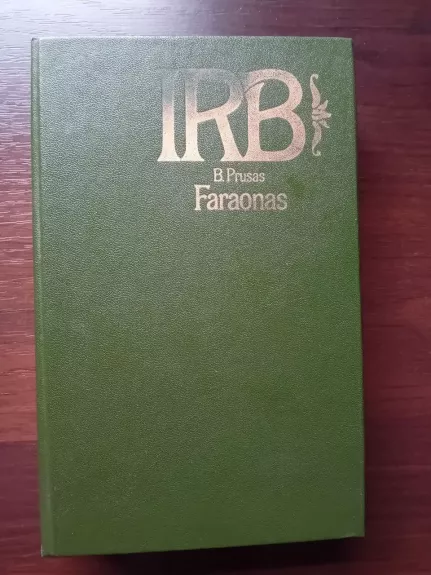 IRB
B. Prusas
Faraonas